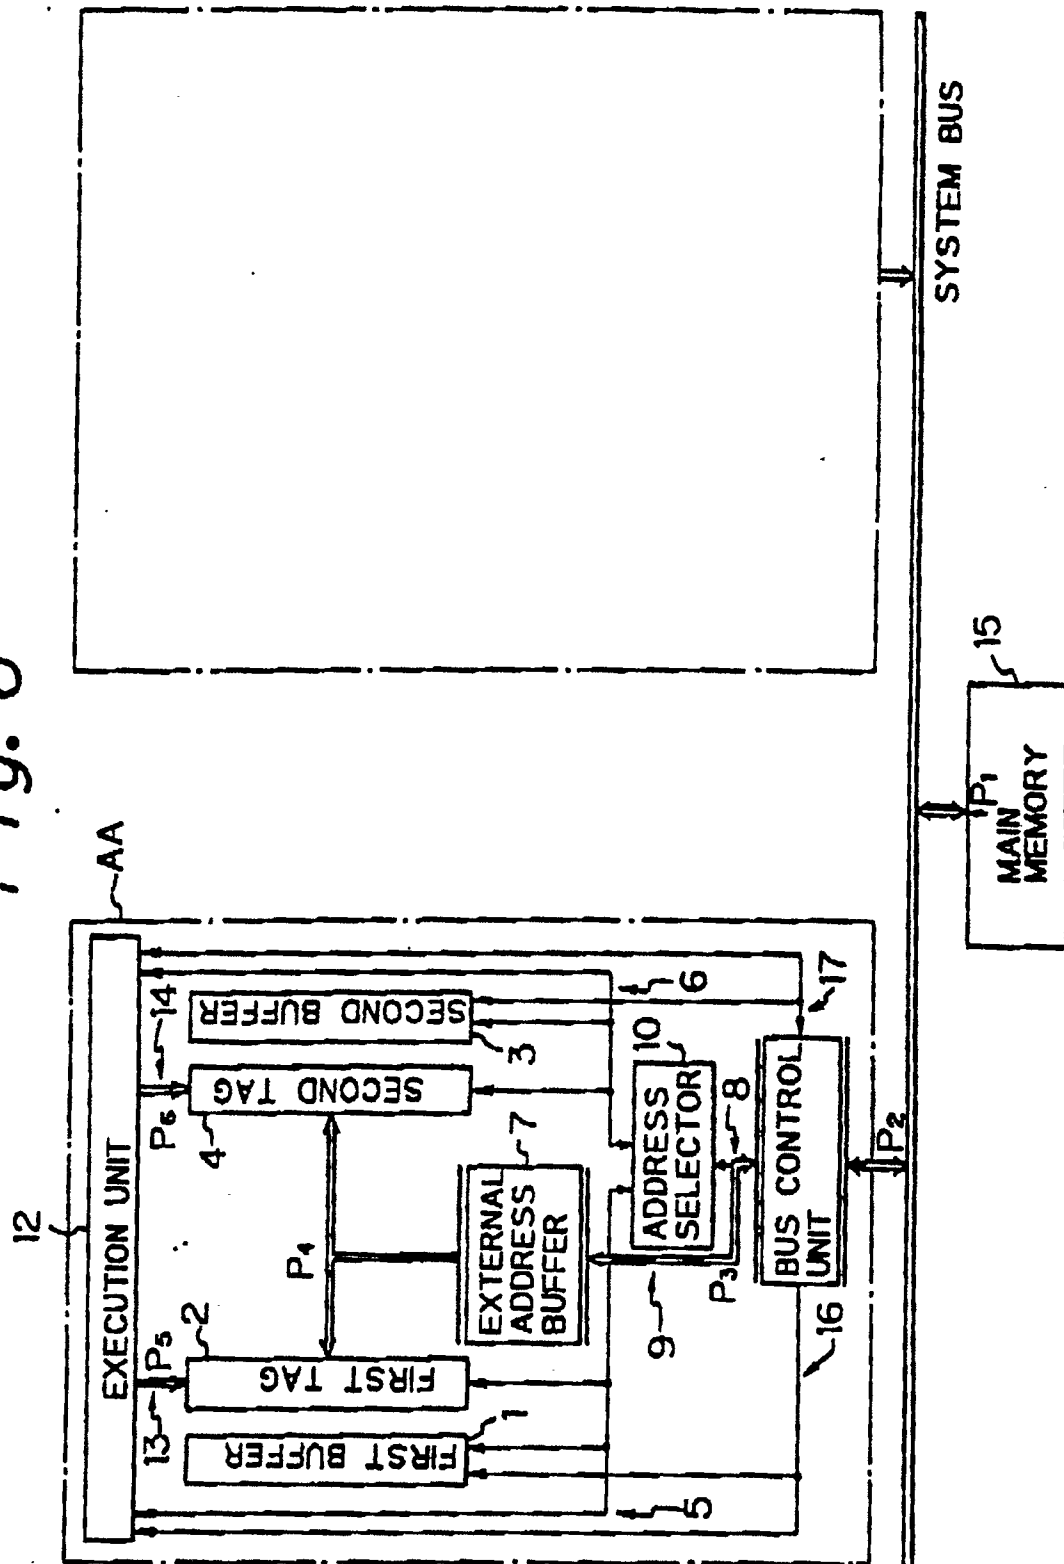 AA
12
EXECUTION UNIT
13
P5
P6
14
2
FIRST TAG
P4
4
SECOND TAG
FIRST BUFFER
1
SECOND BUFFER
3
EXTERNAL
ADDRESS
BUFFER
7
5
6
9
ADDRESS
SELECTOR
10
P3
8
16
BUS CONTROL
UNIT
17
P2
SYSTEM BUS
P1
MAIN
MEMORY
15